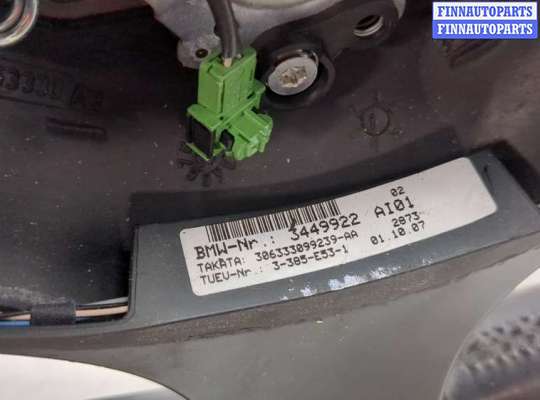 FINNAUTOPARTS
FINNAUTOPARTS
02
BMW-Nr.: 3449922 AI01
TAKATA: 306333099239-AA 2873
TUEV-Nr.: 3-385-E53-1 01.10.07